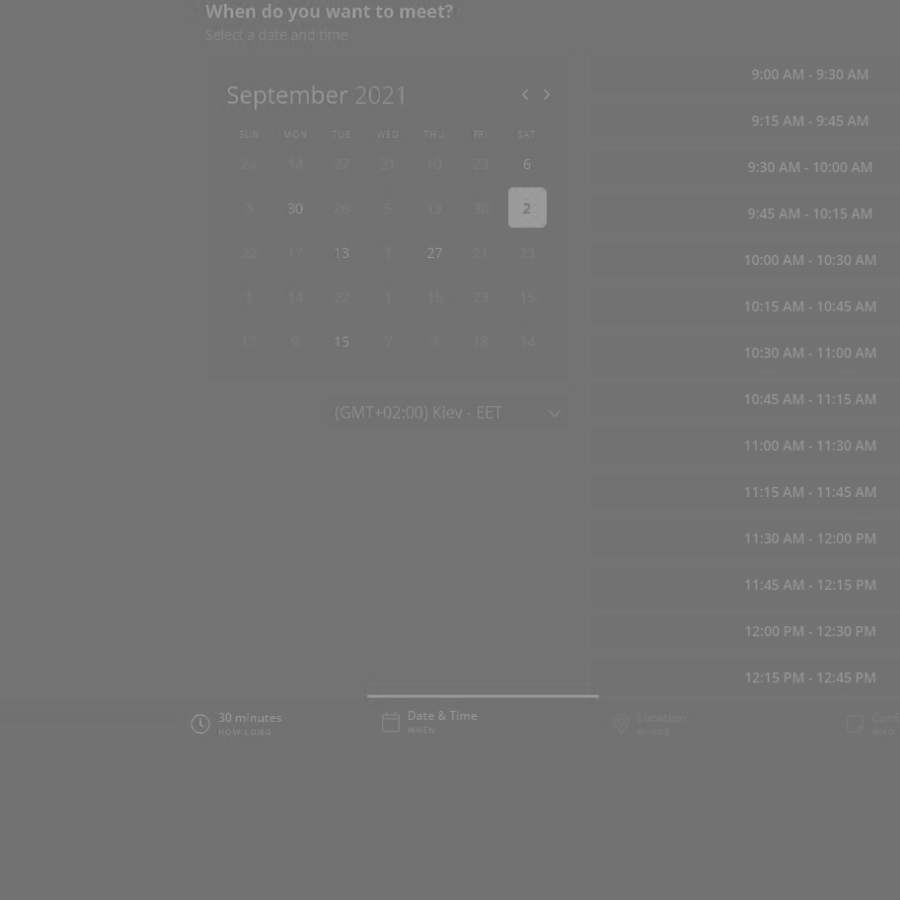 When do you want to meet?
Select a date and time
September 2021
SUN MON TUE WED THU FRI SAT
24 14 27 21 10 23 6
3 30 26 5 13 30 2
22 17 13 1 27 21 23
1 14 22 1 16 23 15
17 9 15 7 7 18 14
(GMT+02:00) Kiev - EET
9:00 AM - 9:30 AM
9:15 AM - 9:45 AM
9:30 AM - 10:00 AM
9:45 AM - 10:15 AM
10:00 AM - 10:30 AM
10:15 AM - 10:45 AM
10:30 AM - 11:00 AM
10:45 AM - 11:15 AM
11:00 AM - 11:30 AM
11:15 AM - 11:45 AM
11:30 AM - 12:00 PM
11:45 AM - 12:15 PM
12:00 PM - 12:30 PM
12:15 PM - 12:45 PM
30 minutes
HOW LONG
Date & Time
WHEN
Location
WHERE
WHO